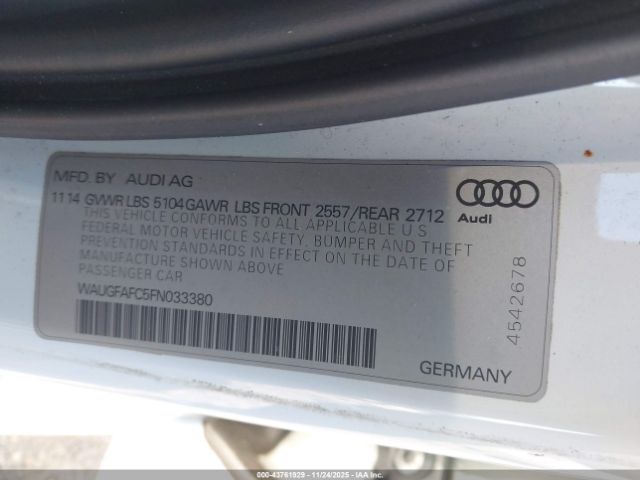 MFD. BY AUDI AG
11 14 GVWR LBS 5104 GAWR LBS FRONT 2557/REAR 2712
THIS VEHICLE CONFORMS TO ALL APPLICABLE U S
FEDERAL MOTOR VEHICLE SAFETY, BUMPER AND THEFT
PREVENTION STANDARDS IN EFFECT ON THE DATE OF
MANUFACTURE SHOWN ABOVE
PASSENGER CAR
WAUGFAFC5FN033380
Audi
4542678
GERMANY
000-43761929 - 11/24/2025 - IAA